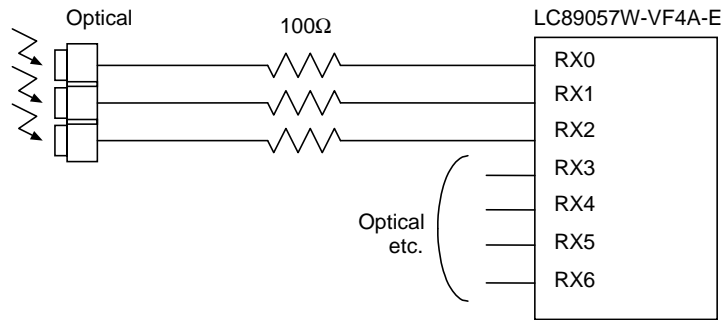 Optical
100Ω
LC89057W-VF4A-E
RX0
RX1
RX2
RX3
RX4
RX5
RX6
Optical
etc.